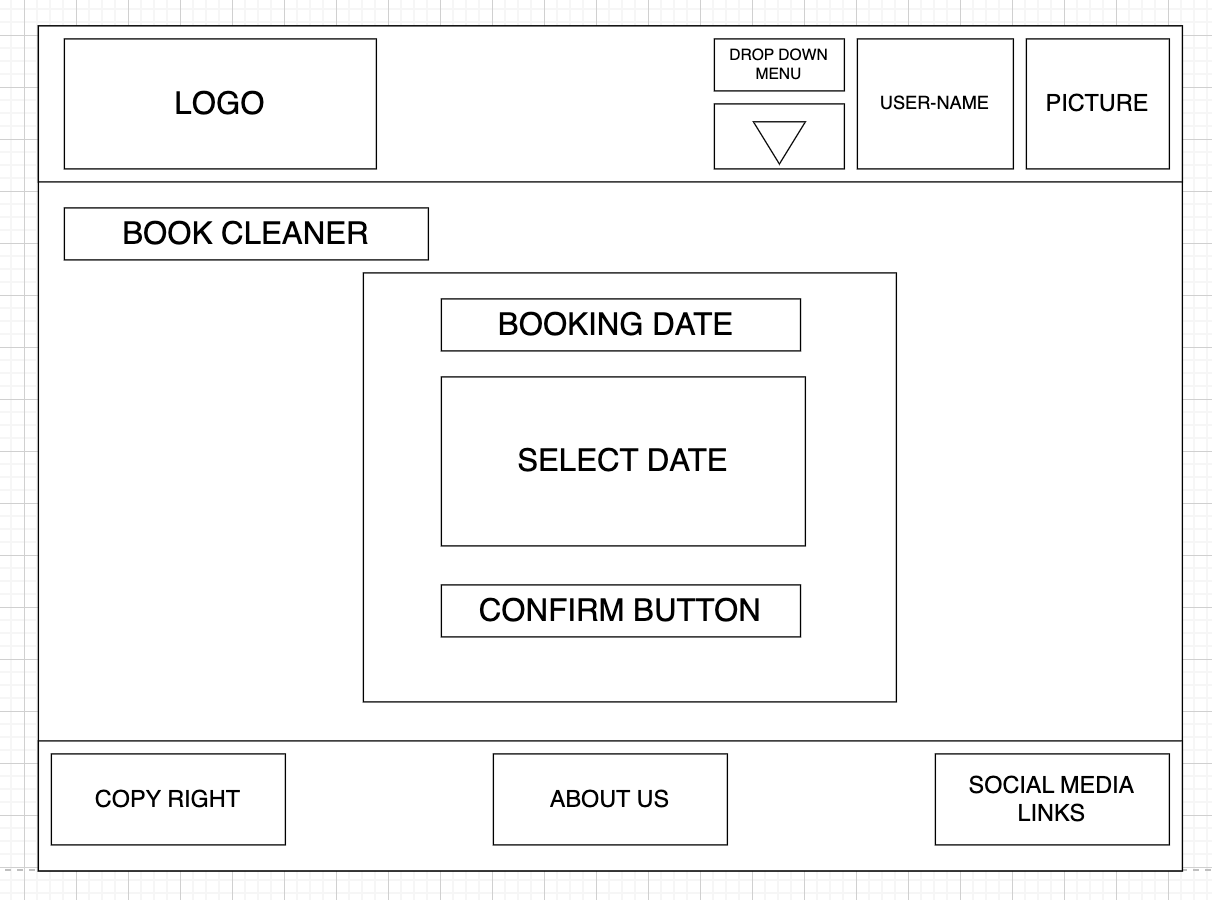 LOGO
DROP DOWN
MENU
USER-NAME
PICTURE
BOOK CLEANER
BOOKING DATE
SELECT DATE
CONFIRM BUTTON
COPY RIGHT
ABOUT US
SOCIAL MEDIA
LINKS